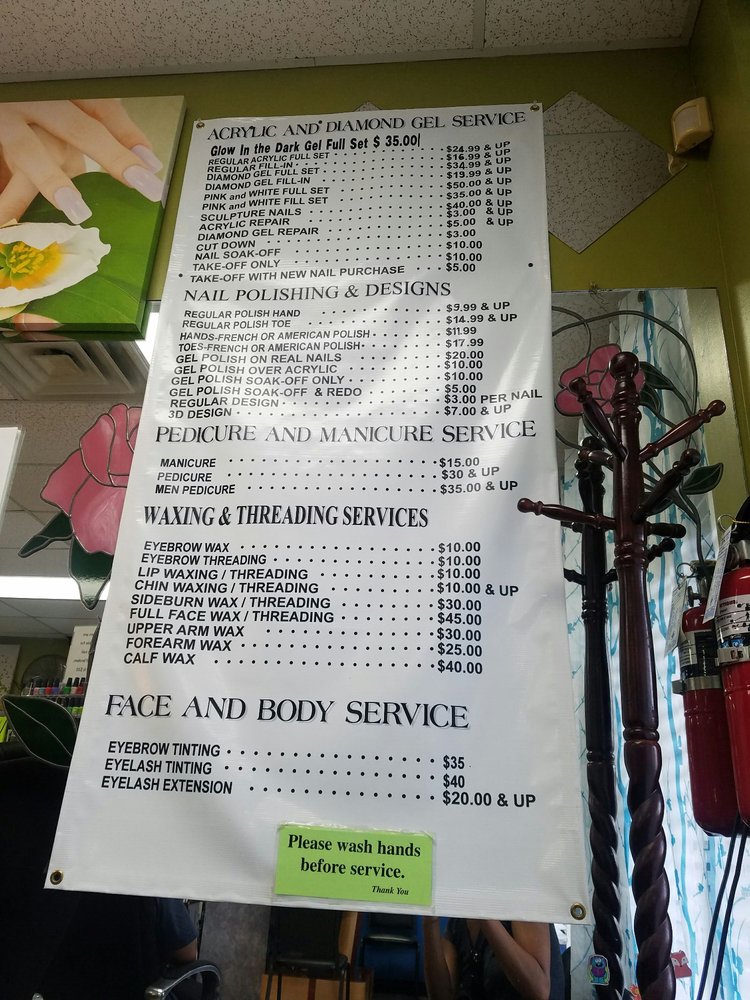 ACRYLIC AND DIAMOND GEL SERVICE
Glow In the Dark Gel Full Set $ 35.00
REGULAR ACRYLIC FULL SET $24.99 & UP
REGULAR FILL-IN $16.99 & UP
DIAMOND GEL FULL SET $34.99 & UP
DIAMOND GEL FILL-IN $19.99 & UP
PINK and WHITE FULL SET $50.00 & UP
PINK and WHITE FILL SET $35.00 & UP
SCULPTURE NAILS $40.00 & UP
ACRYLIC REPAIR $3.00 & UP
DIAMOND GEL REPAIR $5.00 & UP
CUT DOWN $3.00
NAIL SOAK-OFF $10.00
TAKE-OFF ONLY $10.00
TAKE-OFF WITH NEW NAIL PURCHASE $5.00
NAIL POLISHING & DESIGNS
REGULAR POLISH HAND $9.99 & UP
REGULAR POLISH TOE $14.99 & UP
HANDS-FRENCH OR AMERICAN POLISH $11.99
TOES-FRENCH OR AMERICAN POLISH $17.99
GEL POLISH ON REAL NAILS $20.00
GEL POLISH OVER ACRYLIC $10.00
GEL POLISH SOAK-OFF ONLY $10.00
GEL POLISH SOAK-OFF & REDO $5.00
REGULAR DESIGN $3.00 PER NAIL
3D DESIGN $7.00 & UP
PEDICURE AND MANICURE SERVICE
MANICURE $15.00
PEDICURE $30 & UP
MEN PEDICURE $35.00 & UP
WAXING & THREADING SERVICES
EYEBROW WAX $10.00
EYEBROW THREADING $10.00
LIP WAXING / THREADING $10.00
CHIN WAXING / THREADING $10.00 & UP
SIDEBURN WAX / THREADING $30.00
FULL FACE WAX / THREADING $45.00
UPPER ARM WAX $30.00
FOREARM WAX $25.00
CALF WAX $40.00
FACE AND BODY SERVICE
EYEBROW TINTING $35
EYELASH TINTING $40
EYELASH EXTENSION $20.00 & UP
Please wash hands
before service.
Thank You